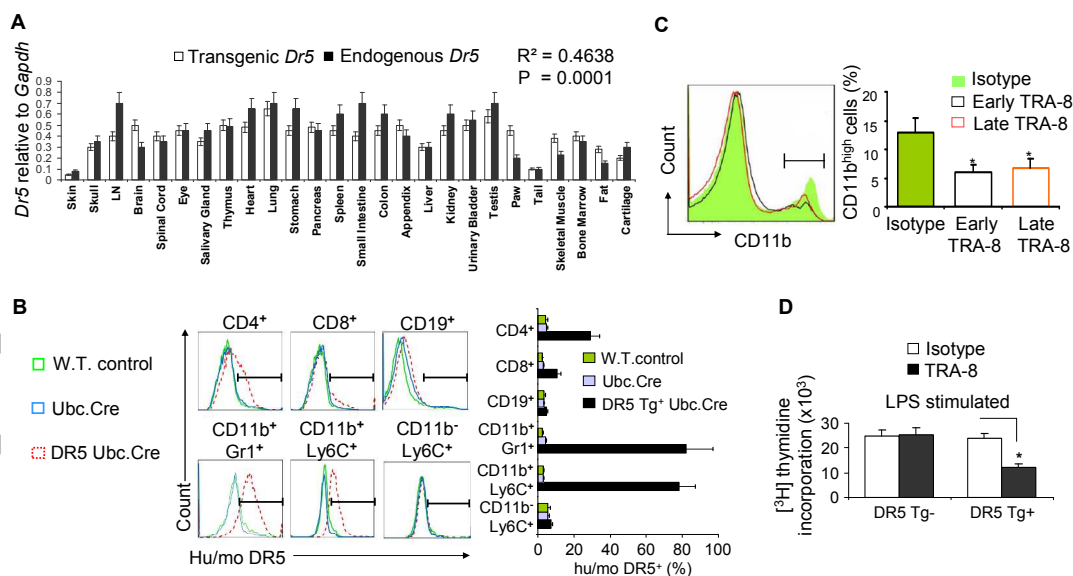 A
Dr5 relative to Gapdh
Transgenic Dr5
Endogenous Dr5
R² = 0.4638
P = 0.0001
0.9
0.7
0.5
0.4
0.3
0.2
0.1
0
Skin
Skull
LN
Brain
Spinal Cord
Eye
Salivary Gland
Thymus
Heart
Lung
Stomach
Pancreas
Spleen
Small Intestine
Colon
Appendix
Liver
Kidney
Urinary Bladder
Testis
Paw
Tail
Skeletal Muscle
Bone Marrow
Fat
Cartilage
B
W.T. control
Ubc.Cre
DR5 Ubc.Cre
CD4⁺
CD8⁺
CD19⁺
CD11b⁺
Gr1⁺
CD11b⁺
Ly6C⁺
CD11b⁻
Ly6C⁺
Count
Hu/mo DR5
CD4⁺
CD8⁺
CD19⁺
CD11b⁺
Gr1⁺
CD11b⁺
Ly6C⁺
CD11b⁻
Ly6C⁺
W.T.control
Ubc.Cre
DR5 Tg⁺ Ubc.Cre
0 20 40 60 80 100
hu/mo DR5⁺ (%)
C
Count
CD11b
Isotype
Early TRA-8
Late TRA-8
CD11bʰⁱᵍʰ cells (%)
20
15
10
5
0
* *
Isotype
Early
TRA-8
Late
TRA-8
D
Isotype
TRA-8
LPS stimulated
[³H] thymidine
incorporation (x10³)
30
20
10
0
*
DR5 Tg-
DR5 Tg+